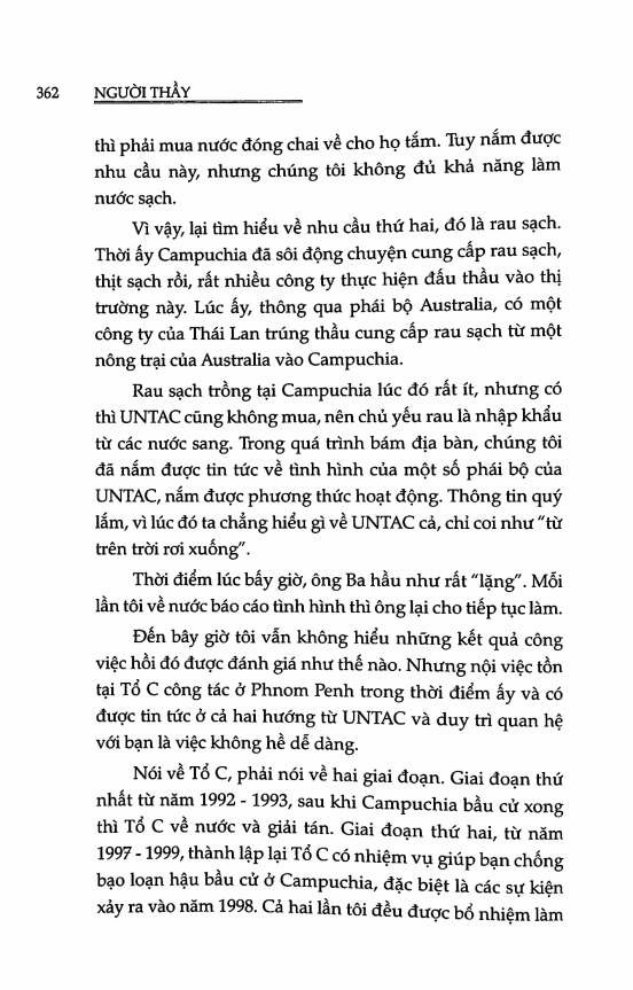 362 NGƯỜI THẦY
thì phải mua nước đóng chai về cho họ tắm. Tuy nắm được
nhu cầu này, nhưng chúng tôi không đủ khả năng làm
nước sạch.
Vì vậy, lại tìm hiểu về nhu cầu thứ hai, đó là rau sạch.
Thời ấy Campuchia đã sôi động chuyện cung cấp rau sạch,
thịt sạch rồi, rất nhiều công ty thực hiện đấu thầu vào thị
trường này. Lúc ấy, thông qua phái bộ Australia, có một
công ty của Thái Lan trúng thầu cung cấp rau sạch từ một
nông trại của Australia vào Campuchia.
Rau sạch trồng tại Campuchia lúc đó rất ít, nhưng có
thì UNTAC cũng không mua, nên chủ yếu rau là nhập khẩu
từ các nước sang. Trong quá trình bám địa bàn, chúng tôi
đã nắm được tin tức về tình hình của một số phái bộ của
UNTAC, nắm được phương thức hoạt động. Thông tin quý
lắm, vì lúc đó ta chẳng hiểu gì về UNTAC cả, chỉ coi như "từ
trên trời rơi xuống".
Thời điểm lúc bấy giờ, ông Ba hầu như rất "lặng". Mỗi
lần tôi về nước báo cáo tình hình thì ông lại cho tiếp tục làm.
Đến bây giờ tôi vẫn không hiểu những kết quả công
việc hồi đó được đánh giá như thế nào. Nhưng nội việc tồn
tại Tổ C công tác ở Phnom Penh trong thời điểm ấy và có
được tin tức ở cả hai hướng từ UNTAC và duy trì quan hệ
với bạn là việc không hề dễ dàng.
Nói về Tổ C, phải nói về hai giai đoạn. Giai đoạn thứ
nhất từ năm 1992 - 1993, sau khi Campuchia bầu cử xong
thì Tổ C về nước và giải tán. Giai đoạn thứ hai, từ năm
1997 - 1999, thành lập lại Tổ C có nhiệm vụ giúp bạn chống
bạo loạn hậu bầu cử ở Campuchia, đặc biệt là các sự kiện
xảy ra vào năm 1998. Cả hai lần tôi đều được bổ nhiệm làm